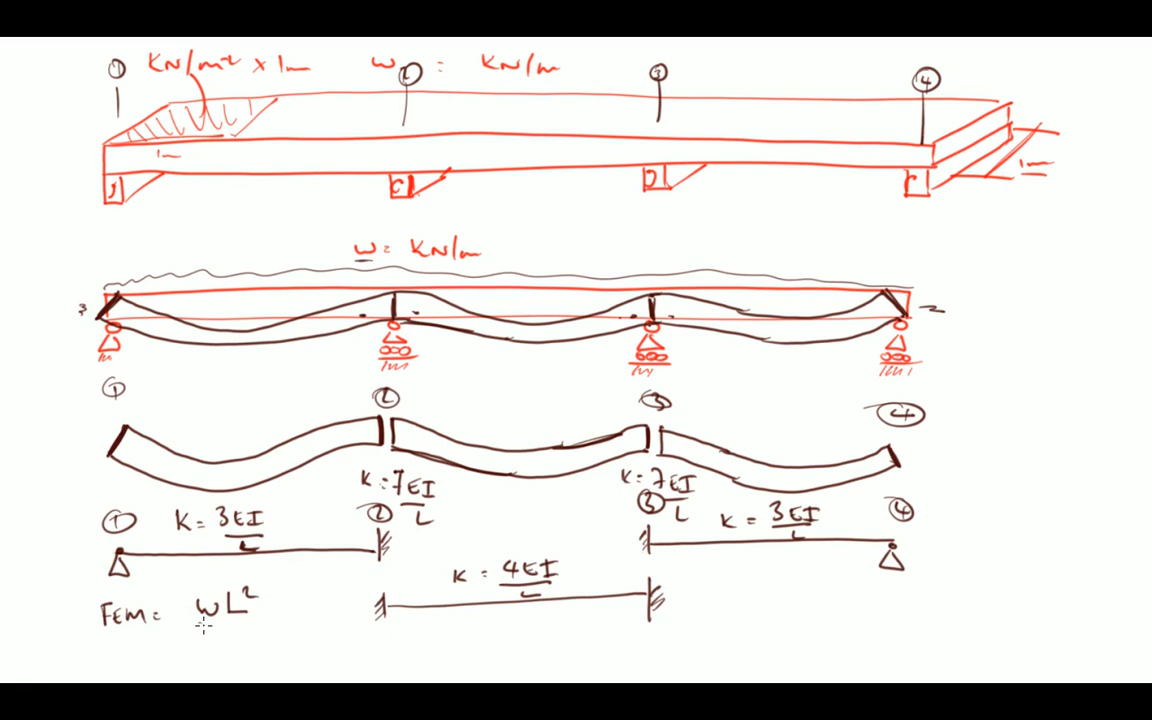 ① KN/m² x 1m w : KN/m
② ③ ④
1m
1m
w = KN/m
① ② ③ ④
K = 7EI/L K = 7EI/L
① K = 3EI/L ② ③ K = 3EI/L ④
K = 4EI/L
FEM = wL²